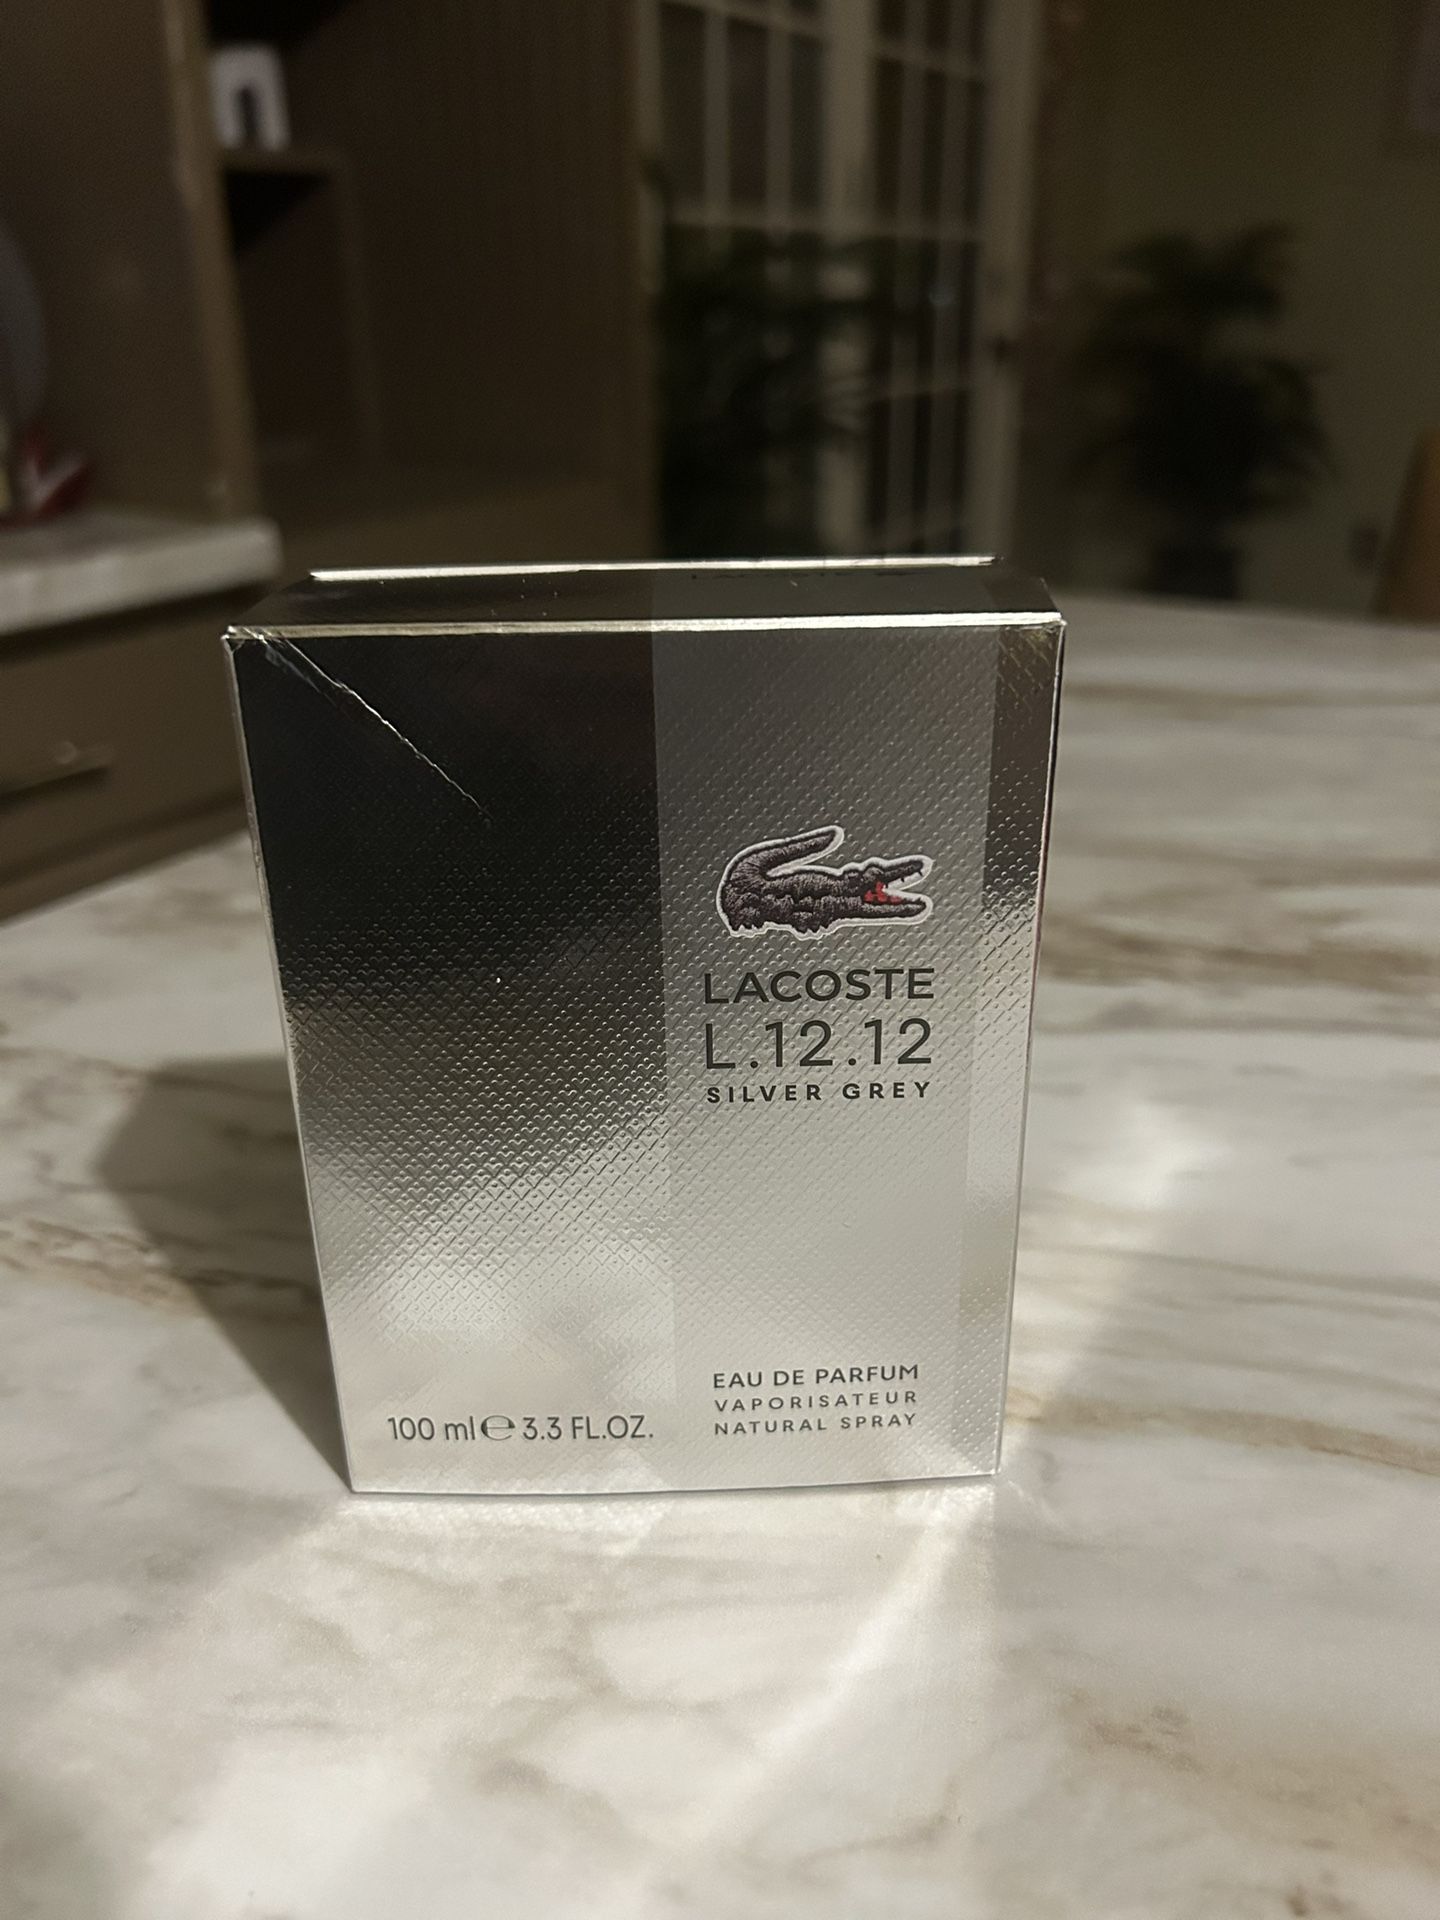 LACOSTE
L.12.12
SILVER GREY
EAU DE PARFUM
VAPORISATEUR
NATURAL SPRAY
100 ml ℮ 3.3 FL.OZ.